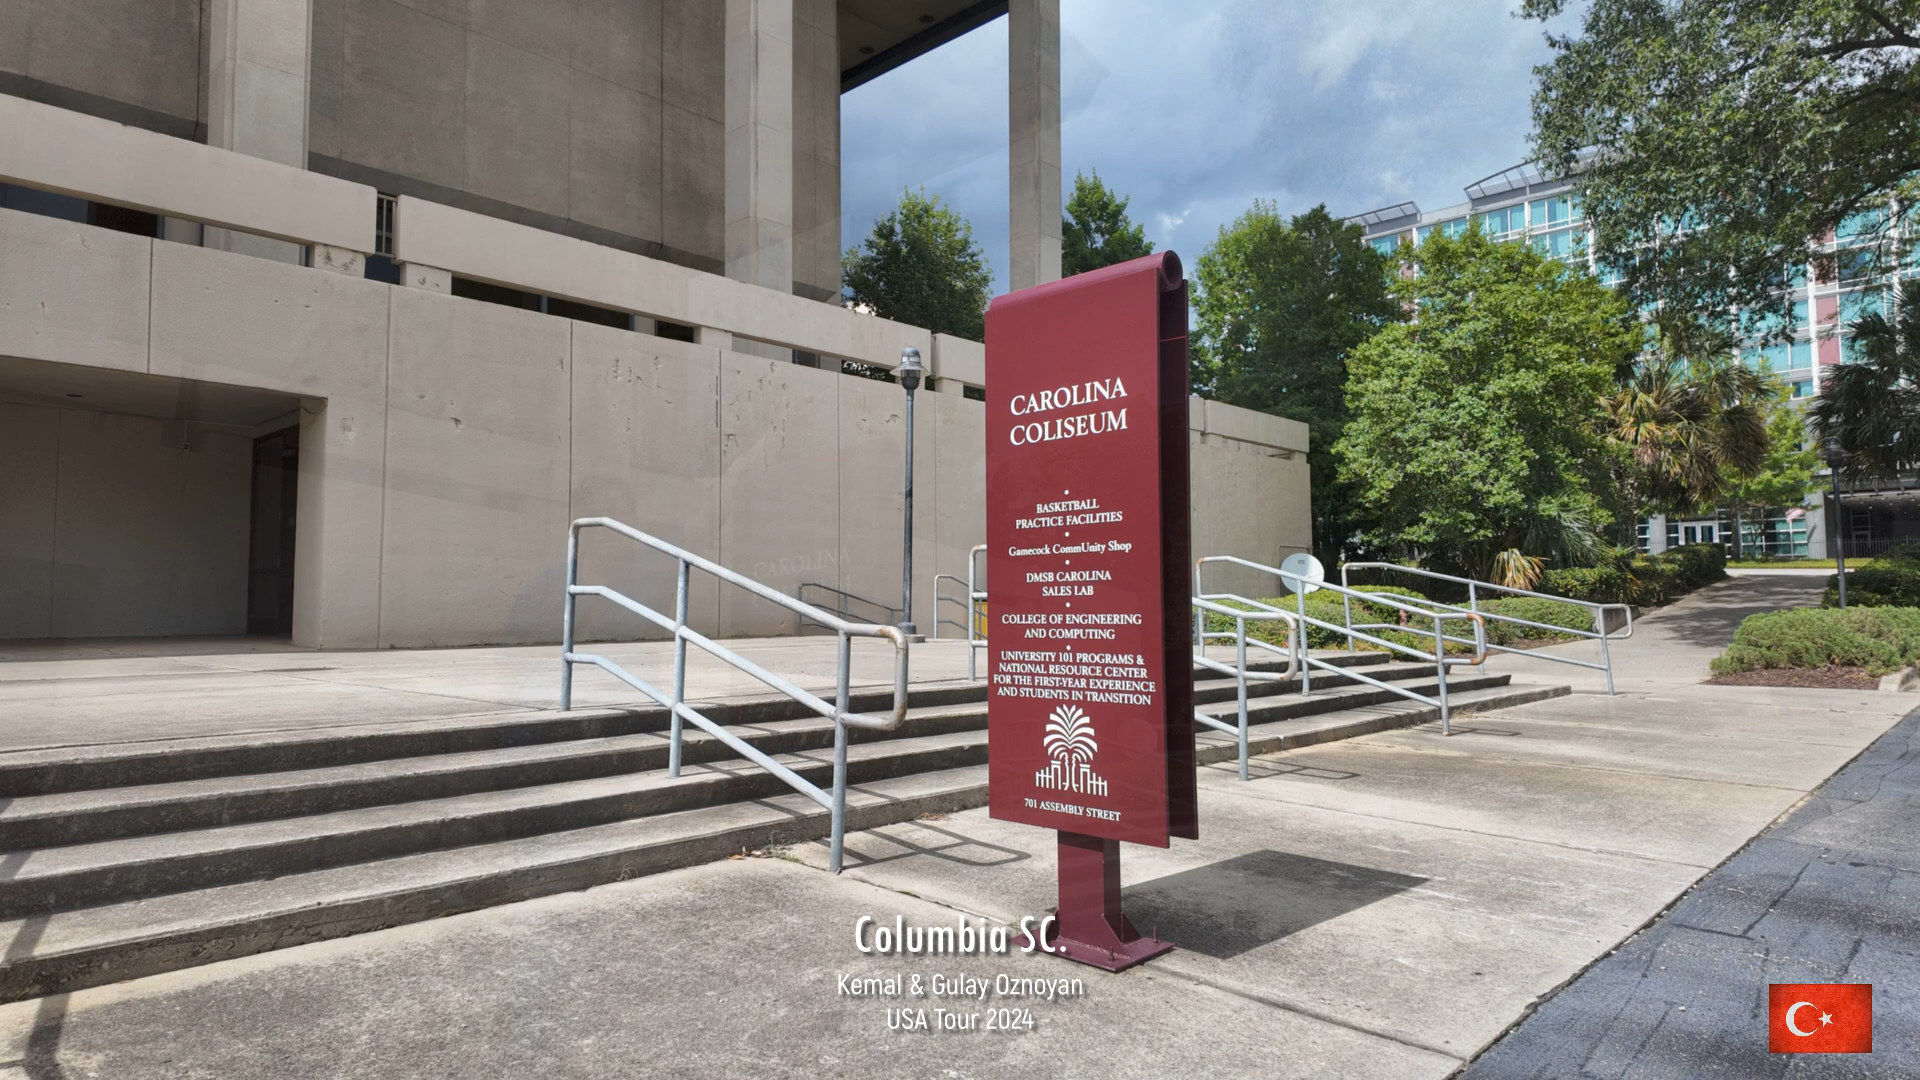 CAROLINA
COLISEUM
•
BASKETBALL
PRACTICE FACILITIES
•
Gamecock CommUnity Shop
•
DMSB CAROLINA
SALES LAB
•
COLLEGE OF ENGINEERING
AND COMPUTING
•
UNIVERSITY 101 PROGRAMS &
NATIONAL RESOURCE CENTER
FOR THE FIRST-YEAR EXPERIENCE
AND STUDENTS IN TRANSITION
701 ASSEMBLY STREET
Columbia SC.
Kemal & Gulay Oznoyan
USA Tour 2024